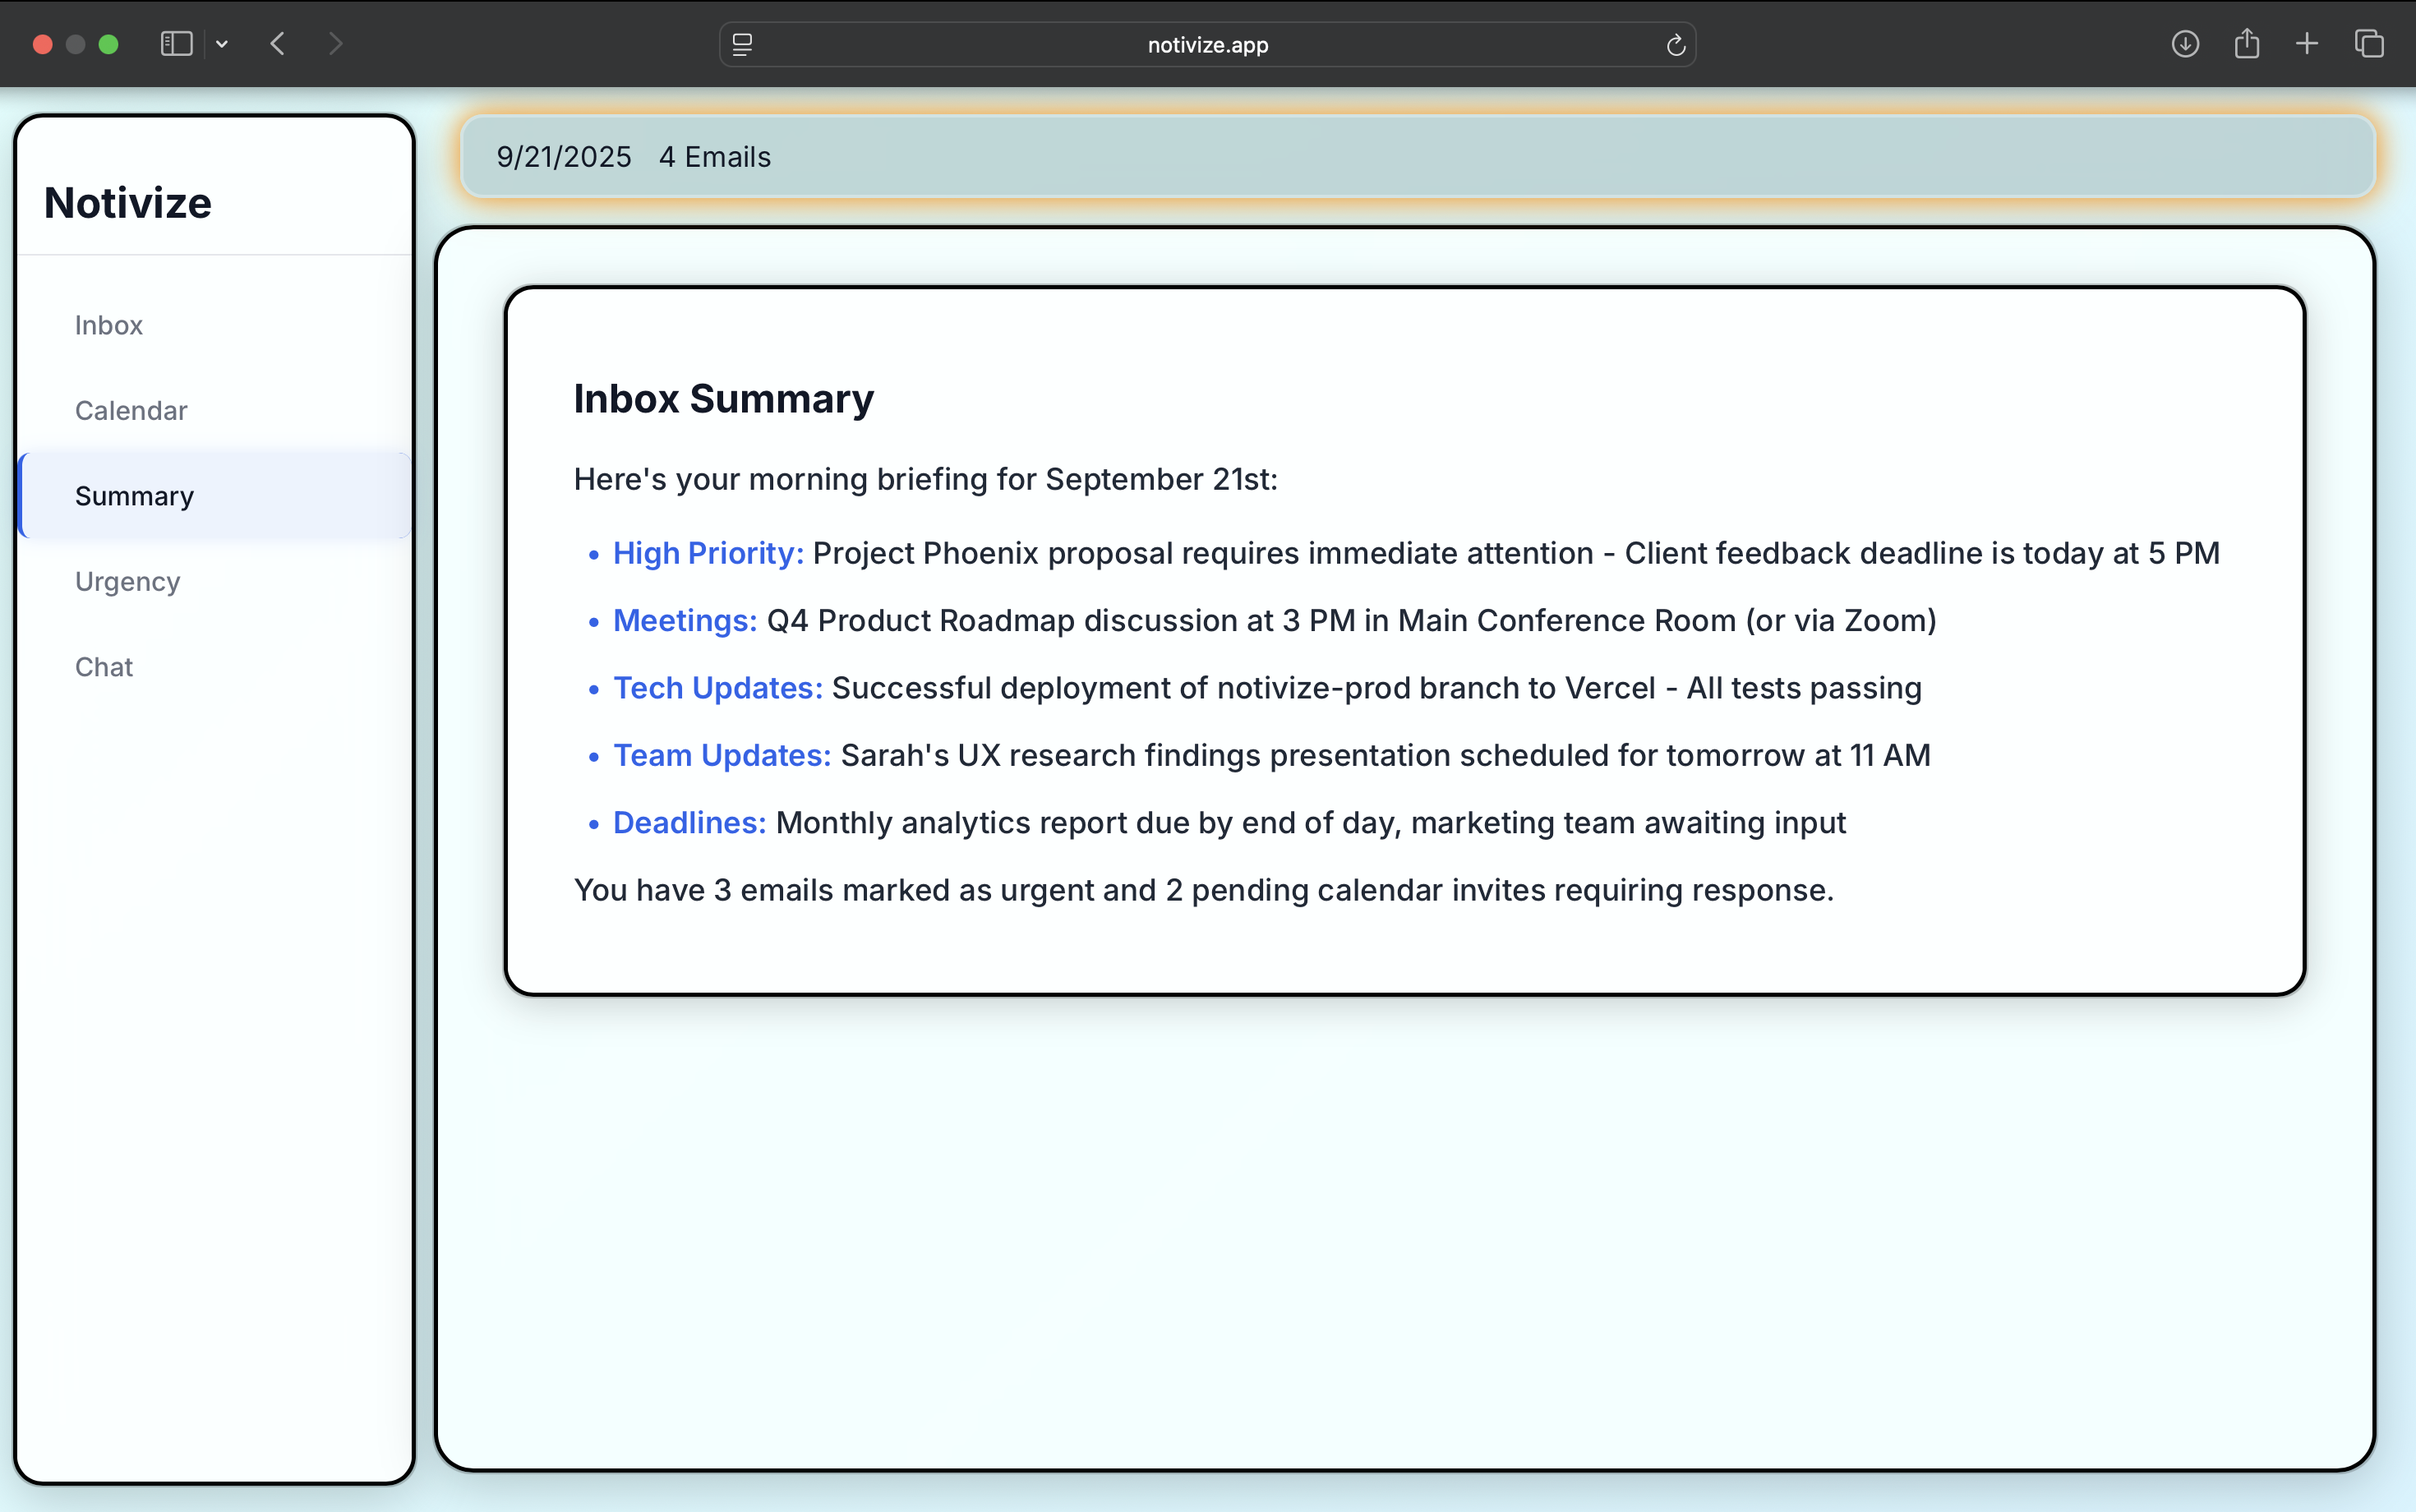 notivize.app
Notivize
Inbox
Calendar
Summary
Urgency
Chat
9/21/2025 4 Emails
Inbox Summary
Here's your morning briefing for September 21st:
• High Priority: Project Phoenix proposal requires immediate attention - Client feedback deadline is today at 5 PM
• Meetings: Q4 Product Roadmap discussion at 3 PM in Main Conference Room (or via Zoom)
• Tech Updates: Successful deployment of notivize-prod branch to Vercel - All tests passing
• Team Updates: Sarah's UX research findings presentation scheduled for tomorrow at 11 AM
• Deadlines: Monthly analytics report due by end of day, marketing team awaiting input
You have 3 emails marked as urgent and 2 pending calendar invites requiring response.